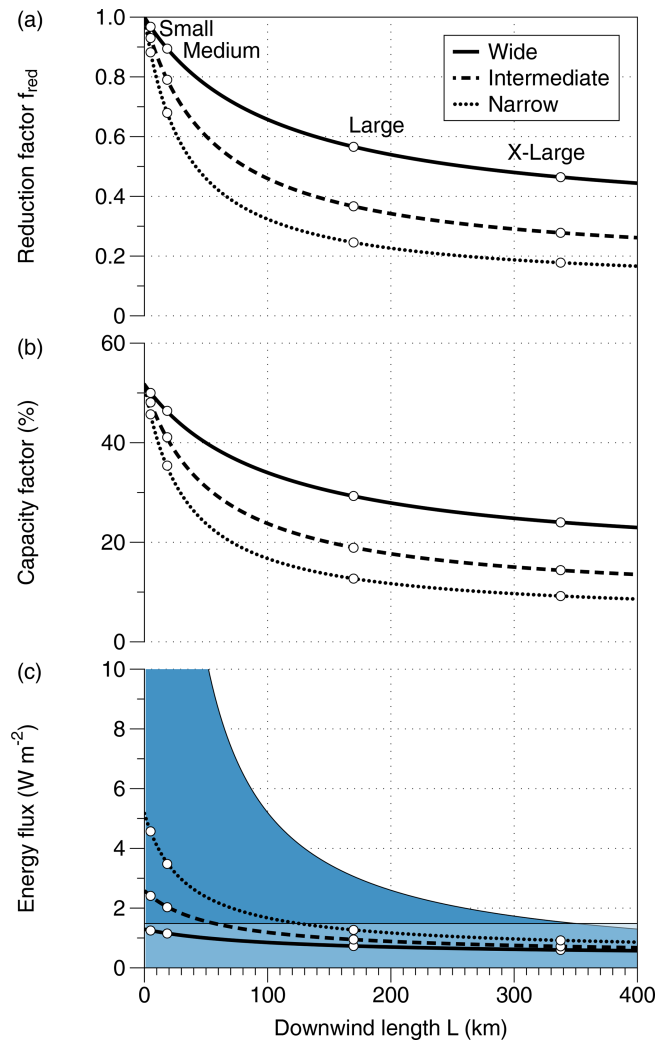 (a)
Reduction factor f_red
1.0
0.8
0.6
0.4
0.2
0
Small
Medium
Large
X-Large
Wide
Intermediate
Narrow
(b)
Capacity factor (%)
60
40
20
0
(c)
Energy flux (W m⁻²)
10
8
6
4
2
0
0 100 200 300 400
Downwind length L (km)